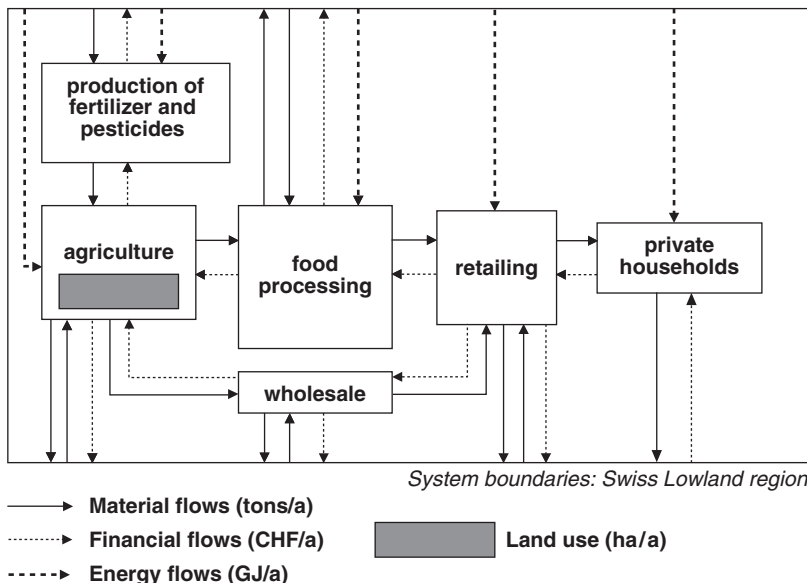 production of
fertilizer and
pesticides
agriculture
food
processing
retailing
private
households
wholesale
System boundaries: Swiss Lowland region
Material flows (tons/a)
Financial flows (CHF/a)
Land use (ha/a)
Energy flows (GJ/a)